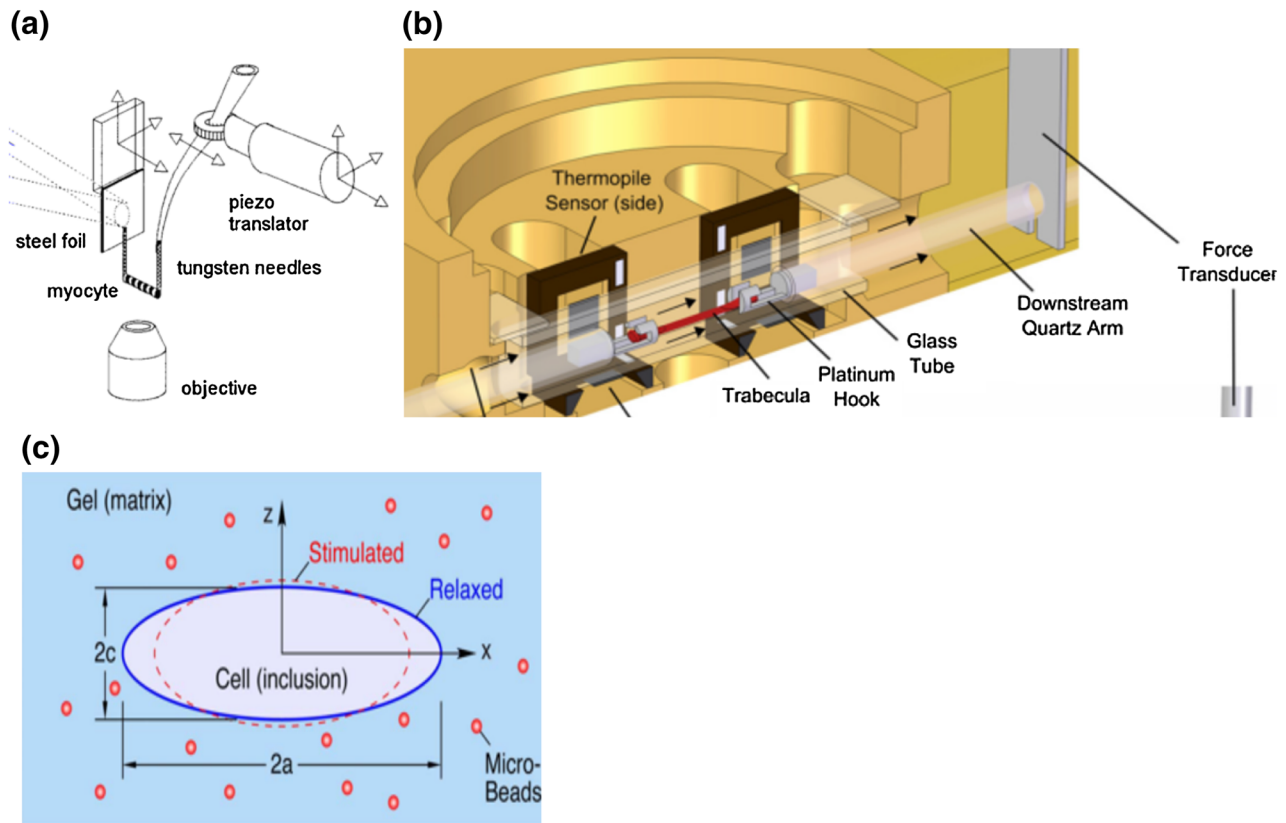 (a)
steel foil
myocyte
piezo
translator
tungsten needles
objective
(b)
Thermopile
Sensor (side)
Force
Transducer
Downstream
Quartz Arm
Glass
Tube
Platinum
Hook
Trabecula
(c)
Gel (matrix)
z
Stimulated
Relaxed
2c
x
Cell (inclusion)
2a
Micro-
Beads